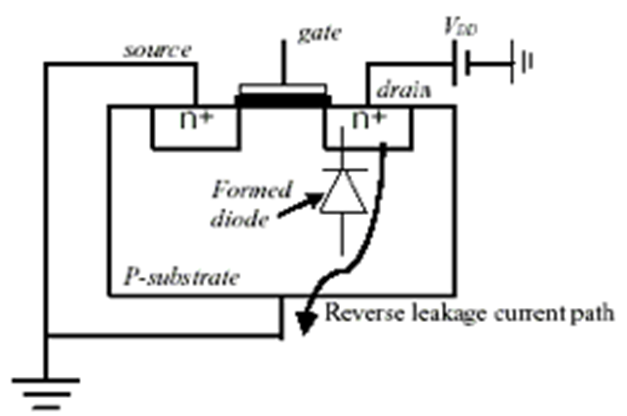 gate
V_DD
source
drain
n+
n+
Formed
diode
P-substrate
Reverse leakage current path